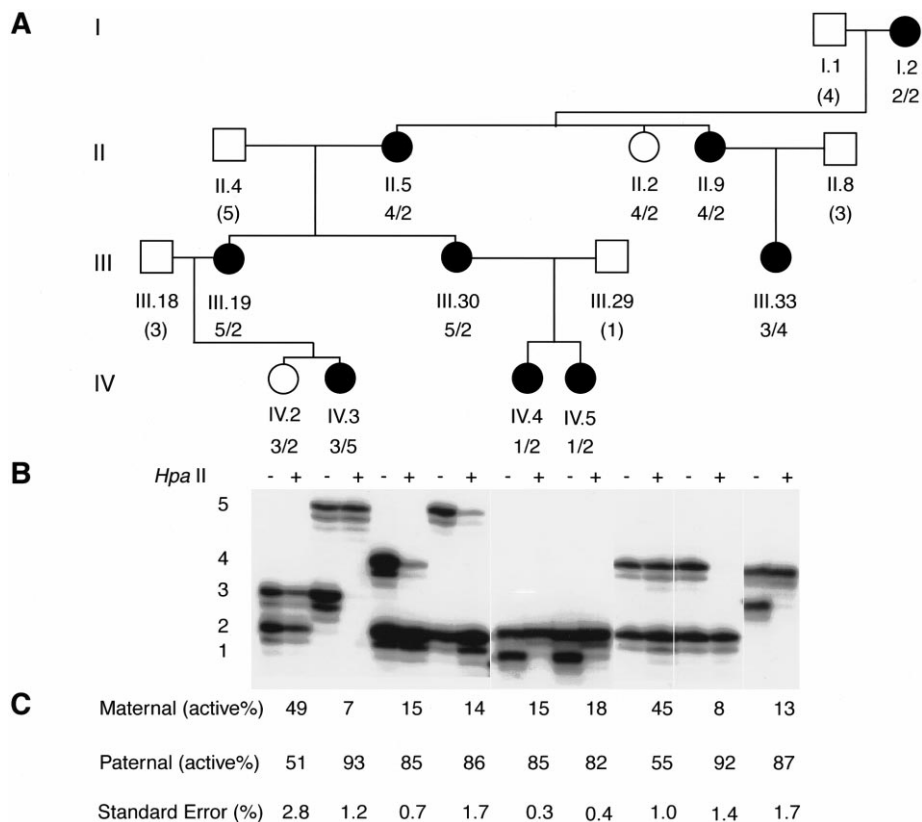 A
I
I.1
I.2
(4)
2/2
II
II.4
II.5
II.2
II.9
II.8
(5)
4/2
4/2
4/2
(3)
III
III.18
III.19
III.30
III.29
III.33
(3)
5/2
5/2
(1)
3/4
IV
IV.2
IV.3
IV.4
IV.5
3/2
3/5
1/2
1/2
B
Hpa II - + - + - + - + - + - + - + - + - +
5
4
3
2
1
C
Maternal (active%) 49 7 15 14 15 18 45 8 13
Paternal (active%) 51 93 85 86 85 82 55 92 87
Standard Error (%) 2.8 1.2 0.7 1.7 0.3 0.4 1.0 1.4 1.7